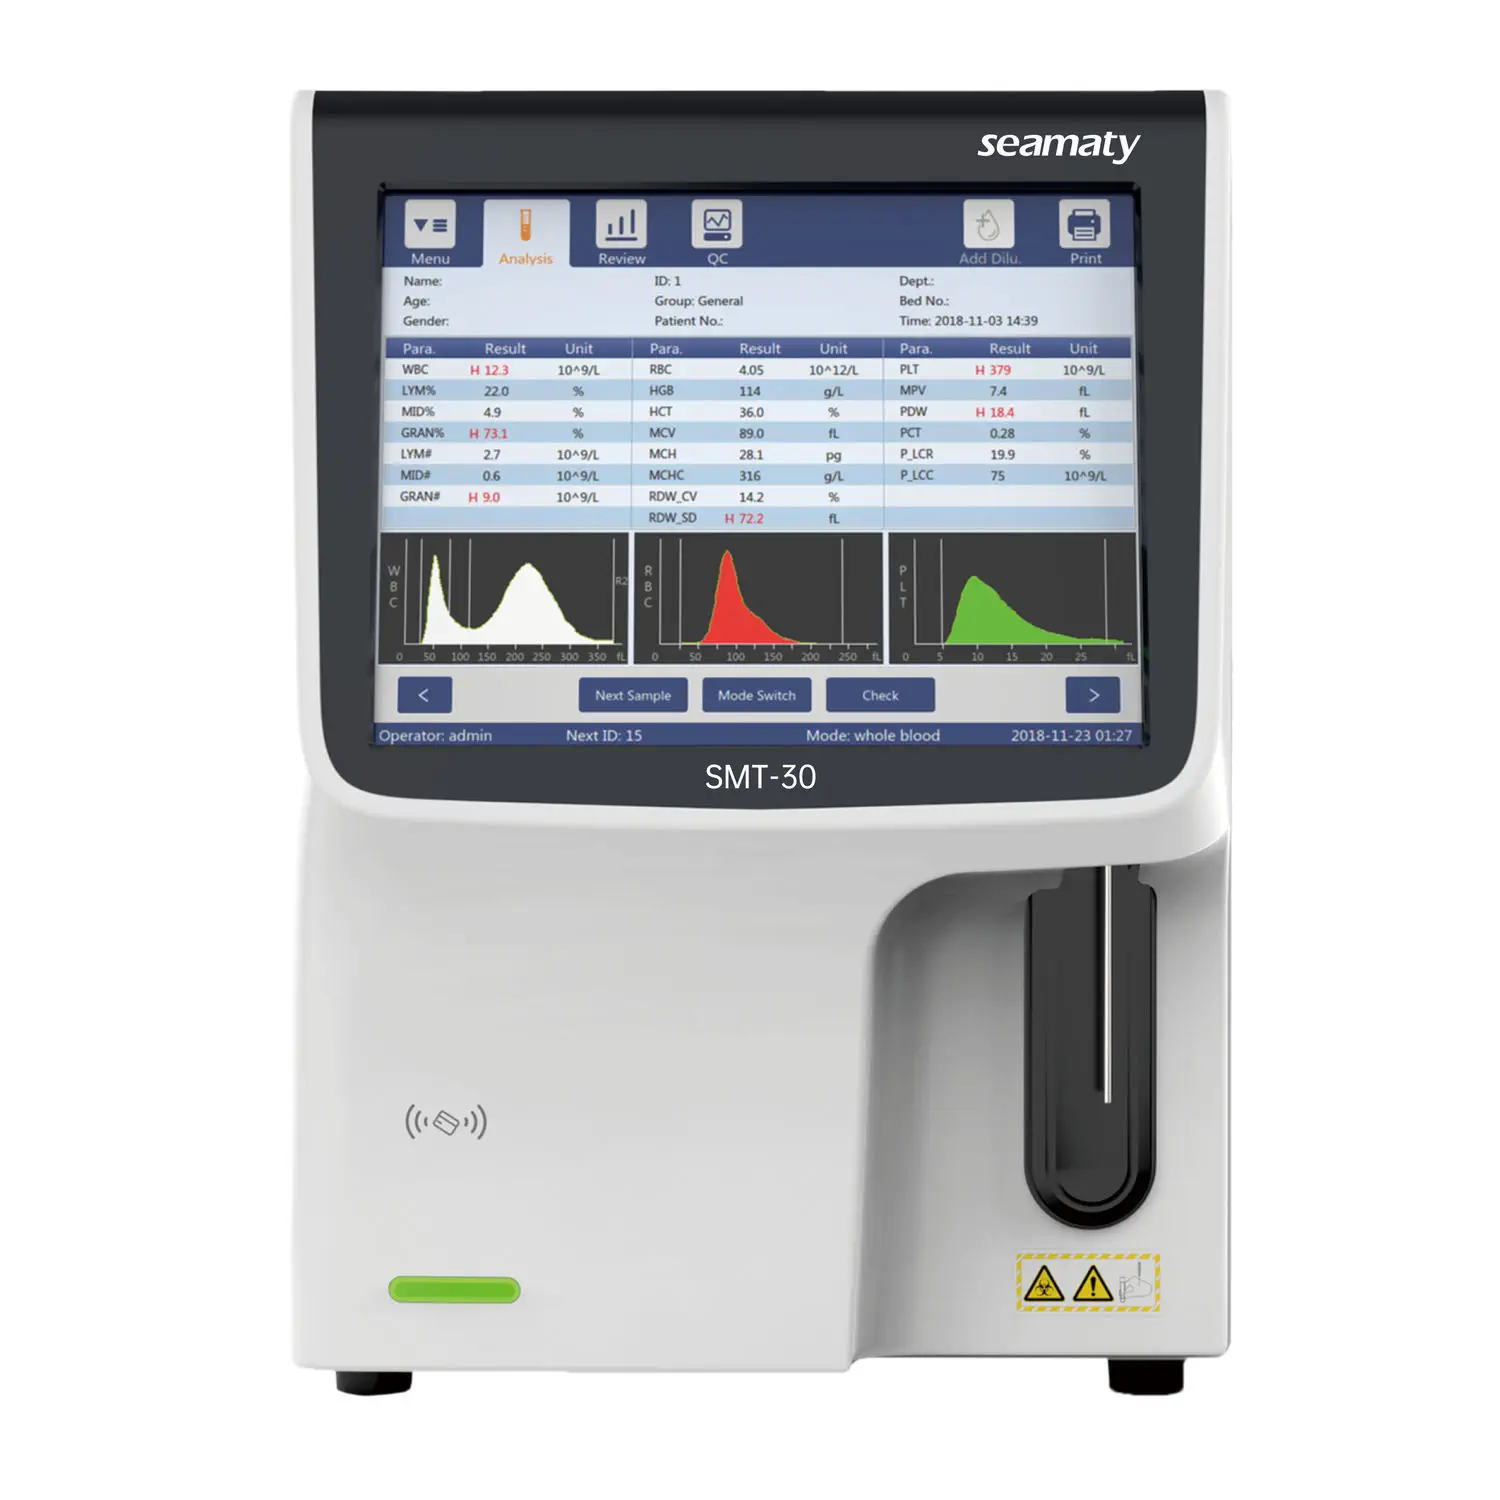 seamaty
Menu Analysis Review QC Add Dilu. Print
Name: ID: 1 Dept.:
Age: Group: General Bed No.:
Gender: Patient No.: Time: 2018-11-03 14:39
Para. Result Unit Para. Result Unit Para. Result Unit
WBC H 12.3 10^9/L RBC 4.05 10^12/L PLT H 379 10^9/L
LYM% 22.0 % HGB 114 g/L MPV 7.4 fL
MID% 4.9 % HCT 36.0 % PDW H 18.4 fL
GRAN% H 73.1 % MCV 89.0 fL PCT 0.28 %
LYM# 2.7 10^9/L MCH 28.1 pg P_LCR 19.9 %
MID# 0.6 10^9/L MCHC 316 g/L P_LCC 75 10^9/L
GRAN# H 9.0 10^9/L RDW_CV 14.2 %
RDW_SD H 72.2 fL
WBC R2 RBC PLT
0 50 100 150 200 250 300 350 fL 0 50 100 150 200 250 fL 0 5 10 15 20 25 fL
< Next Sample Mode Switch Check >
Operator: admin Next ID: 15 Mode: whole blood 2018-11-23 01:27
SMT-30